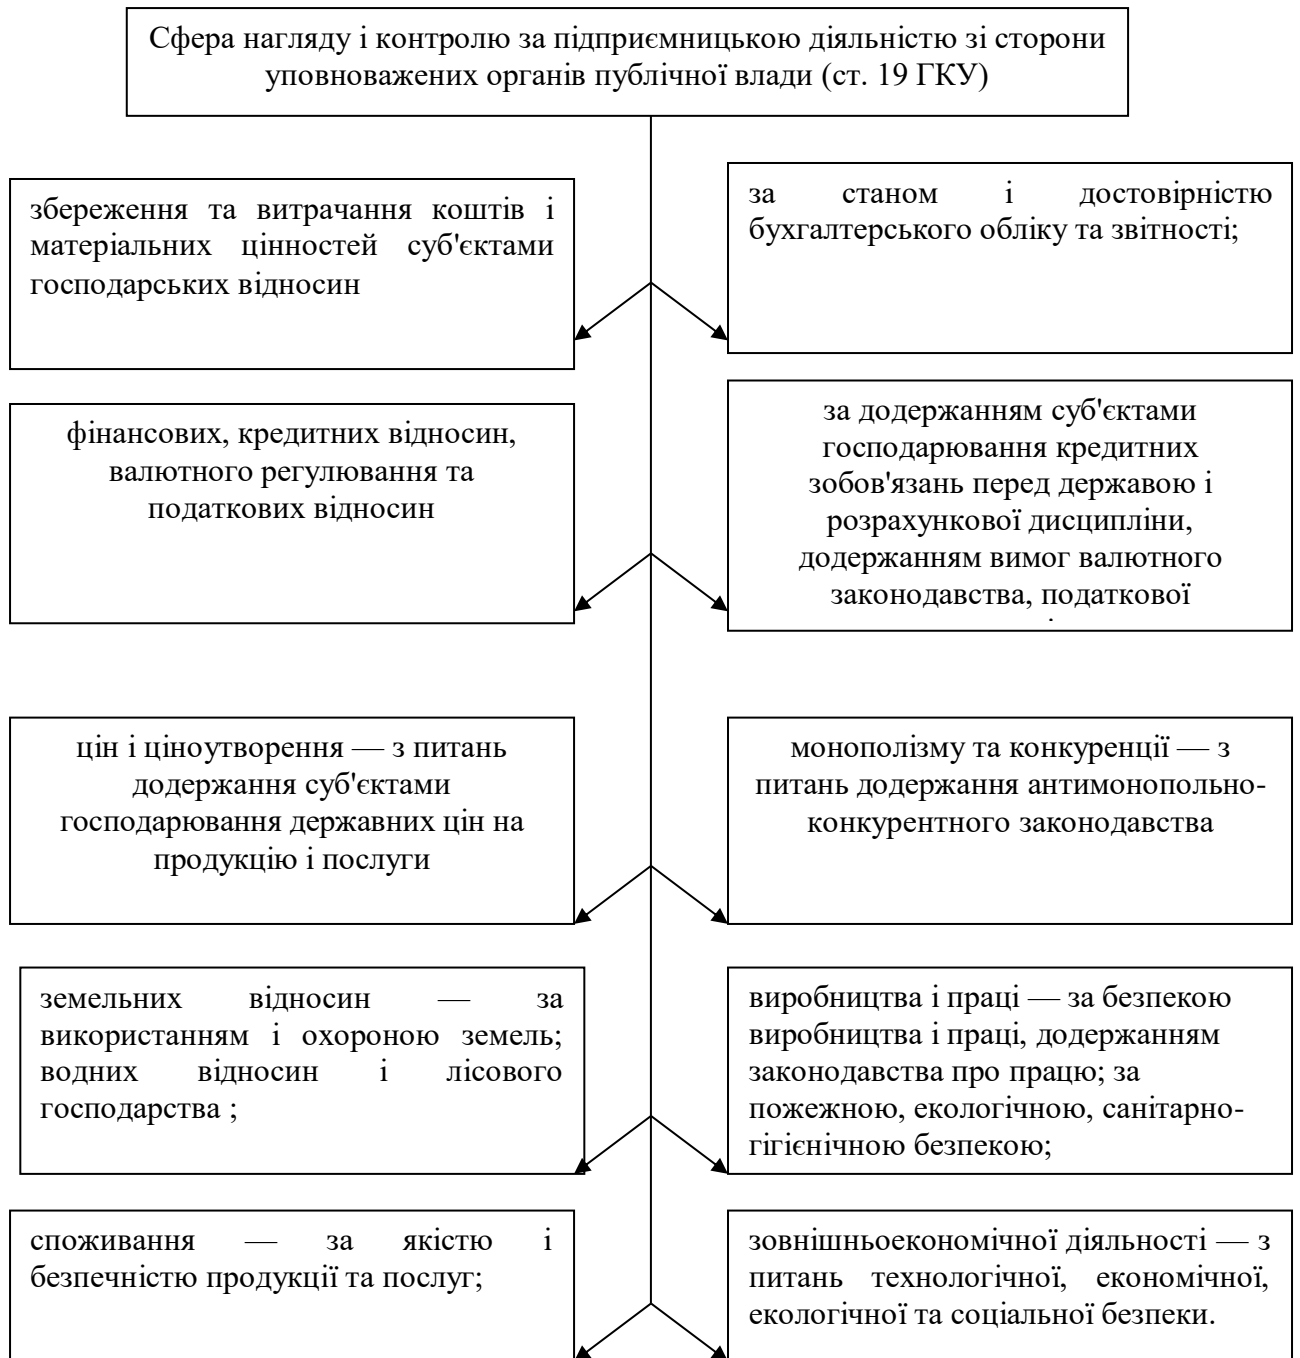 Сфера нагляду і контролю за підприємницькою діяльністю зі сторони
уповноважених органів публічної влади (ст. 19 ГКУ)
збереження та витрачання коштів і
матеріальних цінностей суб'єктами
господарських відносин
за станом і достовірністю
бухгалтерського обліку та звітності;
фінансових, кредитних відносин,
валютного регулювання та
податкових відносин
за додержанням суб'єктами
господарювання кредитних
зобов'язань перед державою і
розрахункової дисципліни,
додержанням вимог валютного
законодавства, податкової
цін і ціноутворення — з питань
додержання суб'єктами
господарювання державних цін на
продукцію і послуги
монополізму та конкуренції — з
питань додержання антимонопольно-
конкурентного законодавства
земельних відносин — за
використанням і охороною земель;
водних відносин і лісового
господарства ;
виробництва і праці — за безпекою
виробництва і праці, додержанням
законодавства про працю; за
пожежною, екологічною, санітарно-
гігієнічною безпекою;
споживання — за якістю і
безпечністю продукції та послуг;
зовнішньоекономічної діяльності — з
питань технологічної, економічної,
екологічної та соціальної безпеки.